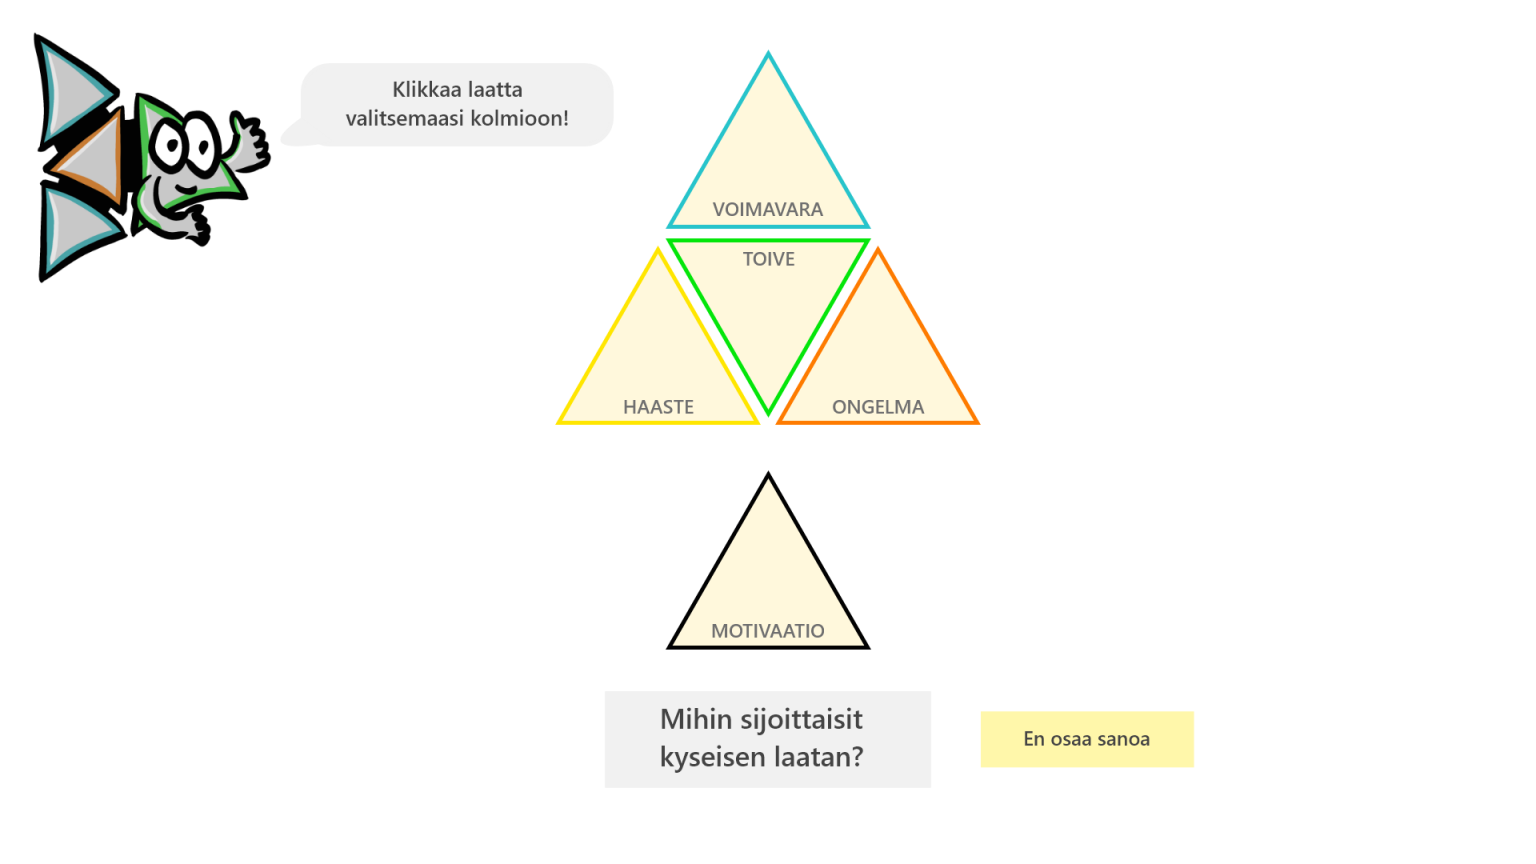 Klikkaa laatta
valitsemaasi kolmioon!
VOIMAVARA
TOIVE
HAASTE
ONGELMA
MOTIVAATIO
Mihin sijoittaisit
kyseisen laatan?
En osaa sanoa